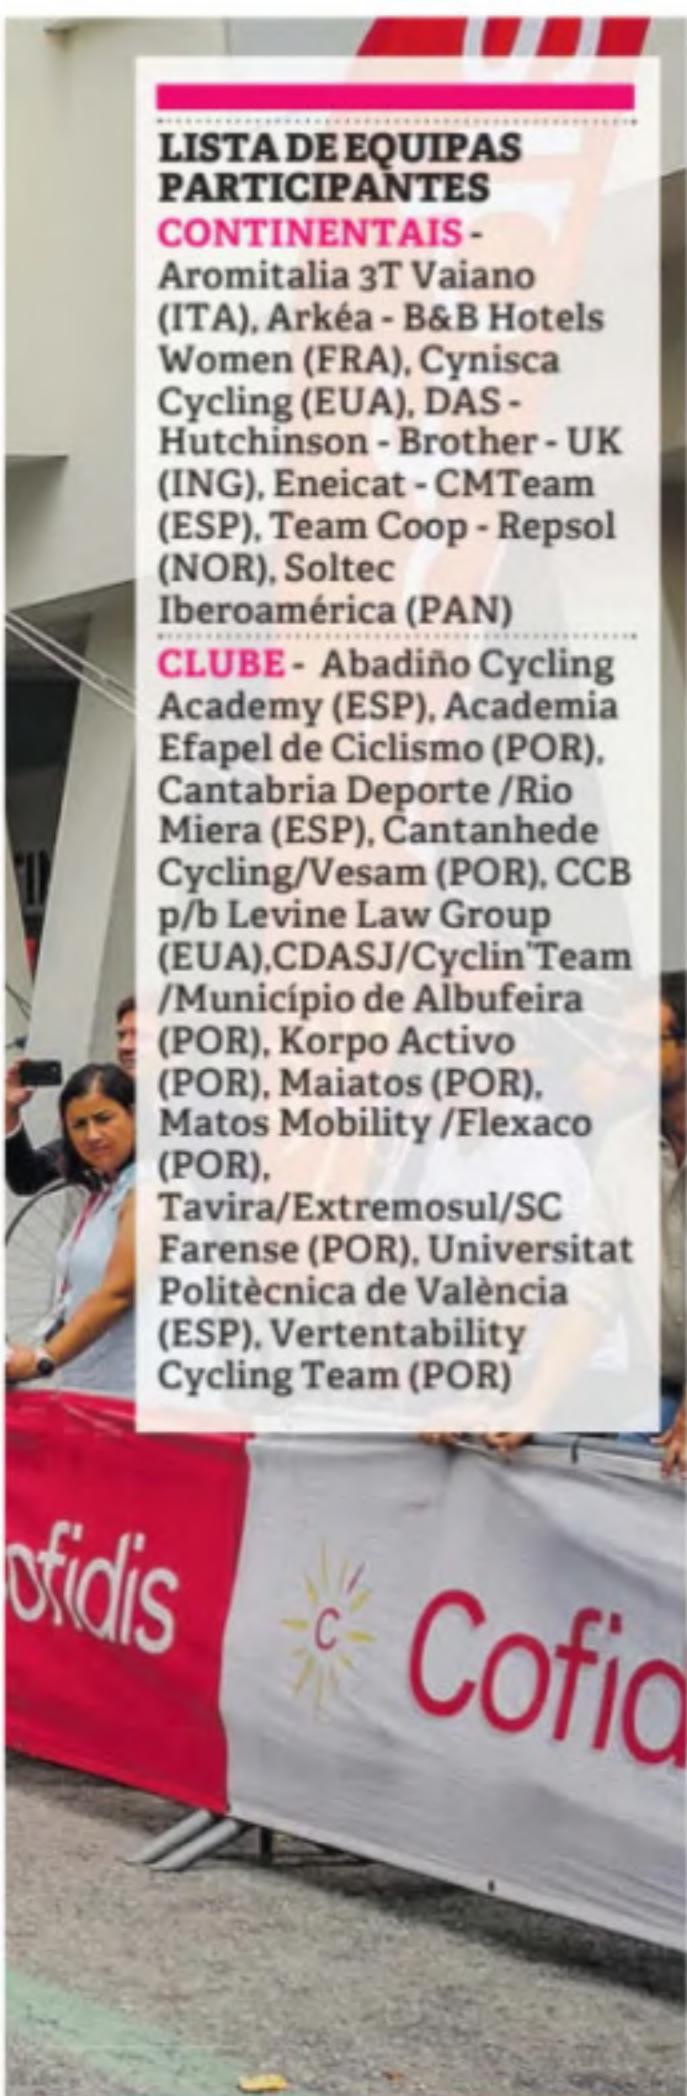 LISTA DE EQUIPAS
PARTICIPANTES
CONTINENTAIS -
Aromitalia 3T Vaiano
(ITA), Arkéa - B&B Hotels
Women (FRA), Cynisca
Cycling (EUA), DAS -
Hutchinson - Brother - UK
(ING), Eneicat - CMTeam
(ESP), Team Coop - Repsol
(NOR), Soltec
Iberoamérica (PAN)
CLUBE - Abadiño Cycling
Academy (ESP), Academia
Efapel de Ciclismo (POR),
Cantabria Deporte /Rio
Miera (ESP), Cantanhede
Cycling/Vesam (POR), CCB
p/b Levine Law Group
(EUA),CDASJ/Cyclin'Team
/Município de Albufeira
(POR), Korpo Activo
(POR), Maiatos (POR),
Matos Mobility /Flexaco
(POR),
Tavira/Extremosul/SC
Farense (POR), Universitat
Politècnica de València
(ESP), Vertentability
Cycling Team (POR)
ofidis
C Cofid